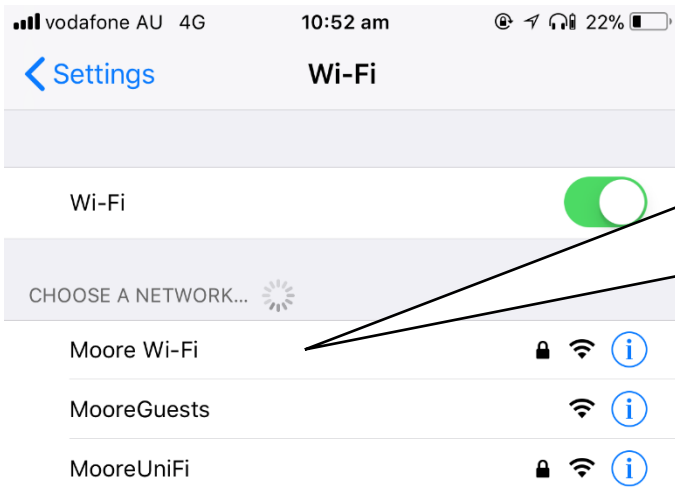 vodafone AU 4G 10:52 am 22%
Settings Wi-Fi
Wi-Fi
CHOOSE A NETWORK...
Moore Wi-Fi
MooreGuests
MooreUniFi